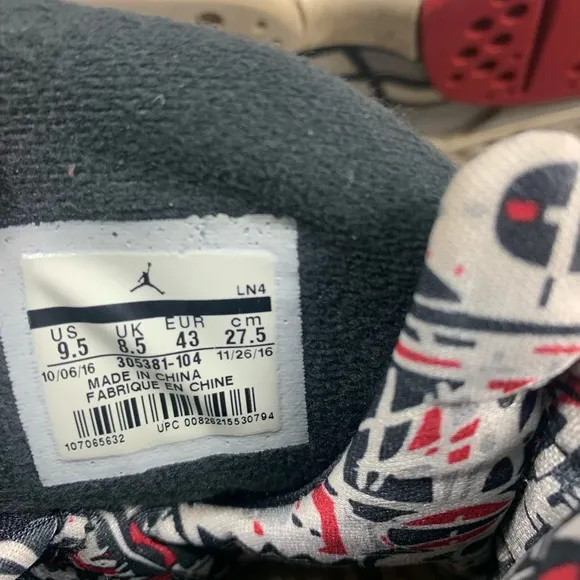 LN4
US UK EUR cm
9.5 8.5 43 27.5
10/06/16 305381-104 11/26/16
MADE IN CHINA
FABRIQUE EN CHINE
107065632 UPC 00826215530794